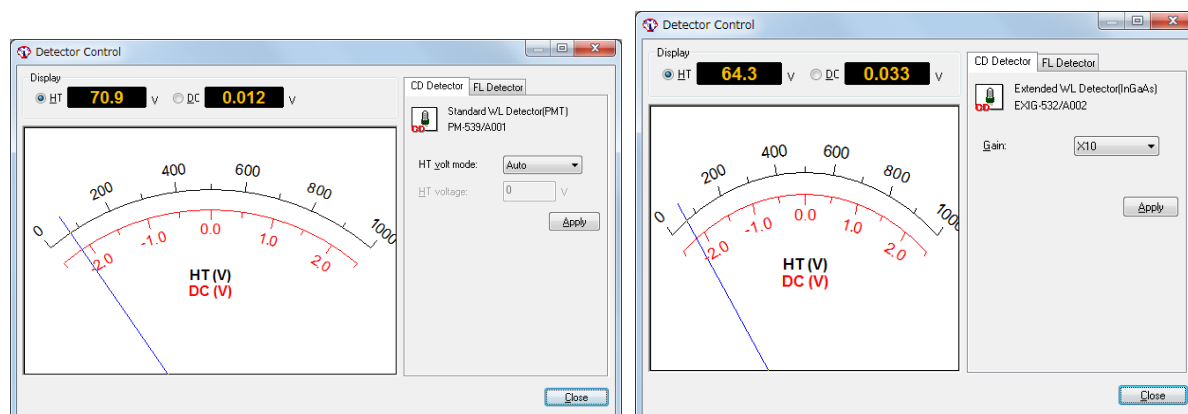 Detector Control
Display
HT 70.9 V DC 0.012 V
0 200 400 600 800 1000
-2.0 -1.0 0.0 1.0 2.0
HT (V)
DC (V)
CD Detector FL Detector
CD
Standard WL Detector(PMT)
PM-539/A001
HT volt mode: Auto
HT voltage: 0 V
Apply
Close
Detector Control
Display
HT 64.3 V DC 0.033 V
0 200 400 600 800 1000
-2.0 -1.0 0.0 1.0 2.0
HT (V)
DC (V)
CD Detector FL Detector
CD
Extended WL Detector(InGaAs)
EXIG-532/A002
Gain: X10
Apply
Close